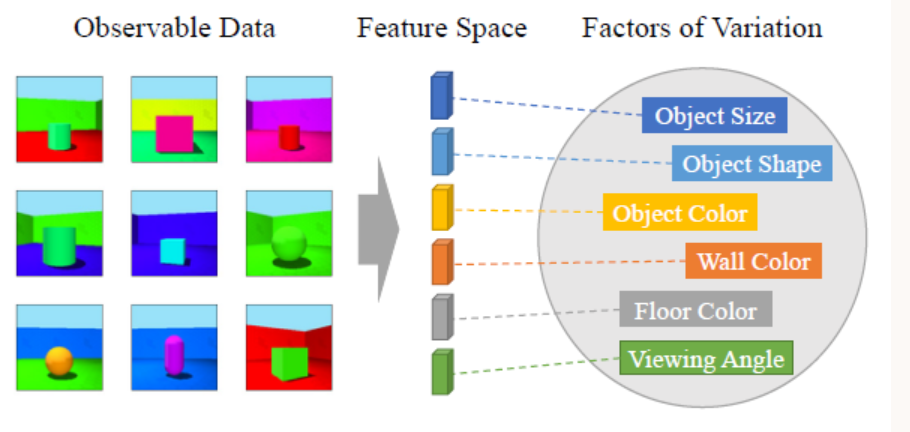 Observable Data
Feature Space
Factors of Variation
Object Size
Object Shape
Object Color
Wall Color
Floor Color
Viewing Angle